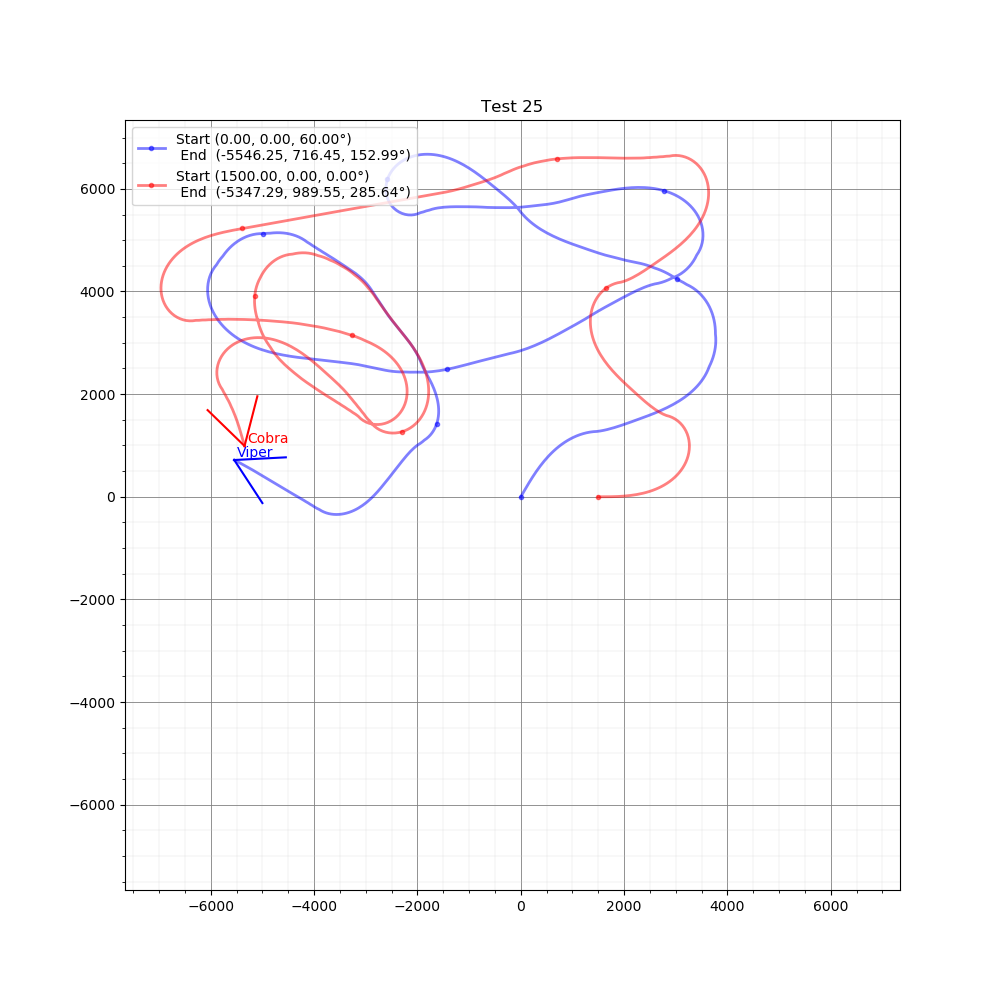 Test 25
Start (0.00, 0.00, 60.00°)
End (-5546.25, 716.45, 152.99°)
Start (1500.00, 0.00, 0.00°)
End (-5347.29, 989.55, 285.64°)
6000
4000
2000
0
−2000
−4000
−6000
Cobra
Viper
−6000 −4000 −2000 0 2000 4000 6000